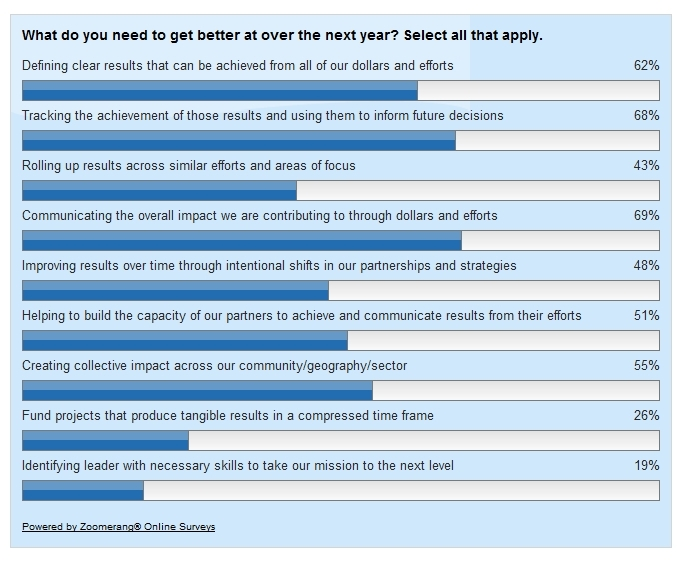 What do you need to get better at over the next year? Select all that apply.
Defining clear results that can be achieved from all of our dollars and efforts 62%
Tracking the achievement of those results and using them to inform future decisions 68%
Rolling up results across similar efforts and areas of focus 43%
Communicating the overall impact we are contributing to through dollars and efforts 69%
Improving results over time through intentional shifts in our partnerships and strategies 48%
Helping to build the capacity of our partners to achieve and communicate results from their efforts 51%
Creating collective impact across our community/geography/sector 55%
Fund projects that produce tangible results in a compressed time frame 26%
Identifying leader with necessary skills to take our mission to the next level 19%
Powered by Zoomerang® Online Surveys